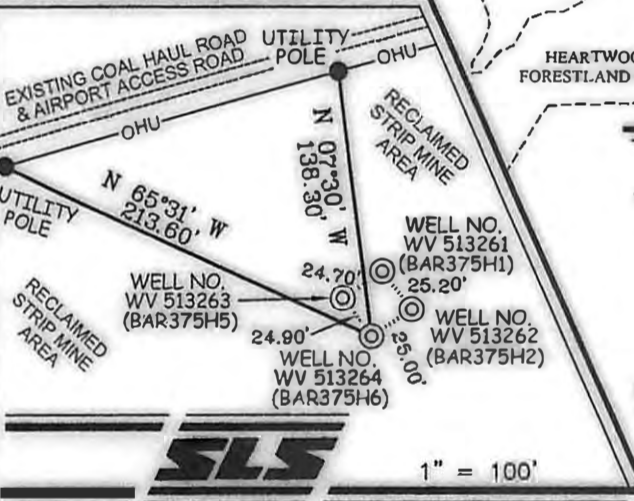 EXISTING COAL HAUL ROAD
& AIRPORT ACCESS ROAD
UTILITY
POLE
OHU
OHU
HEARTWOO
FORESTLAND
RECLAIMED
STRIP MINE
AREA
N 07°30' W
138.30'
UTILITY
POLE
N 65°31' W
213.60'
WELL NO.
WV 513261
(BAR375H1)
24.70'
25.20'
WELL NO.
WV 513263
(BAR375H5)
WELL NO.
WV 513262
(BAR375H2)
24.90'
25.00'
WELL NO.
WV 513264
(BAR375H6)
RECLAIMED
STRIP MINE
AREA
SLS
1" = 100'